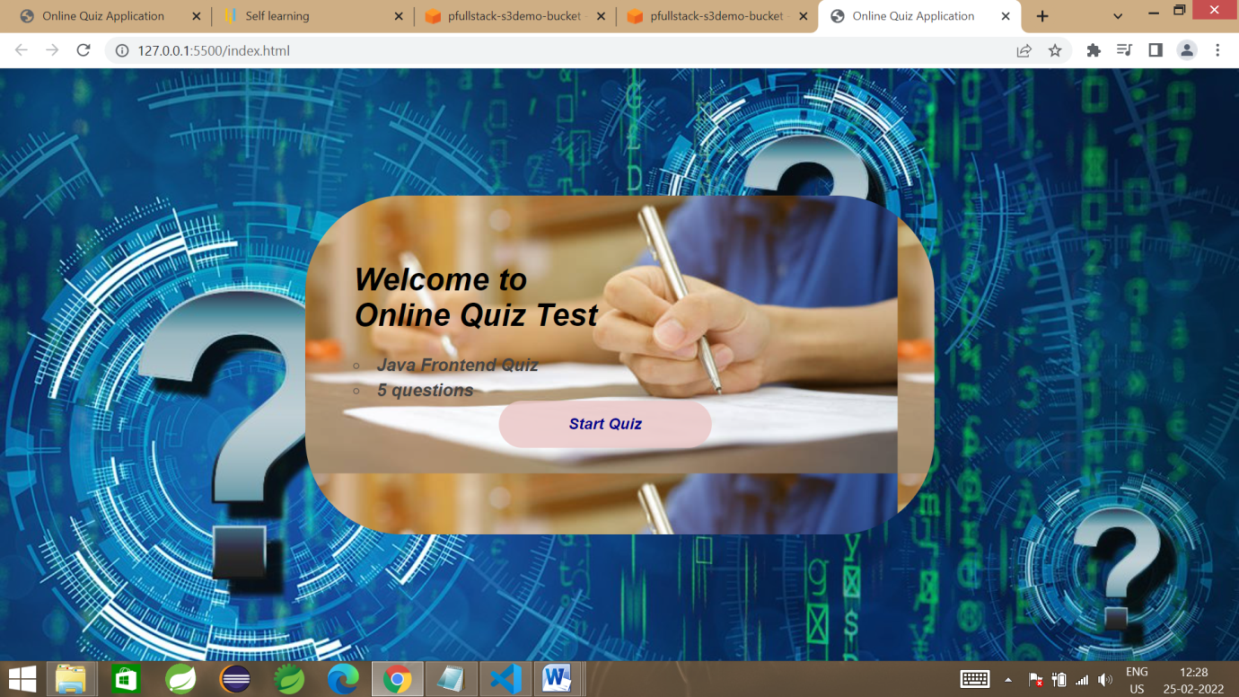 Online Quiz Application
Self learning
pfullstack-s3demo-bucket
pfullstack-s3demo-bucket
Online Quiz Application
127.0.0.1:5500/index.html
Welcome to
Online Quiz Test
Java Frontend Quiz
5 questions
Start Quiz
ENG
US
12:28
25-02-2022